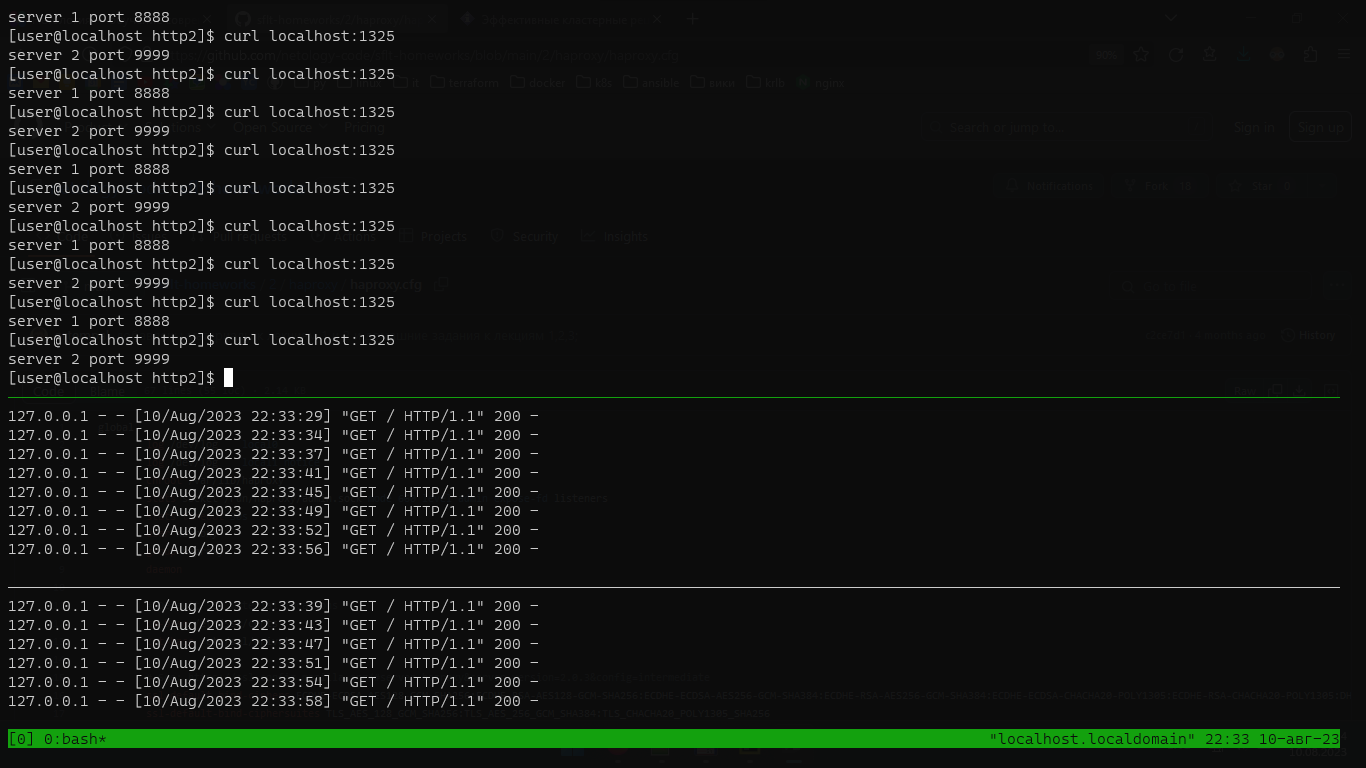 server 1 port 8888
[user@localhost http2]$ curl localhost:1325
server 2 port 9999
[user@localhost http2]$ curl localhost:1325
server 1 port 8888
[user@localhost http2]$ curl localhost:1325
server 2 port 9999
[user@localhost http2]$ curl localhost:1325
server 1 port 8888
[user@localhost http2]$ curl localhost:1325
server 2 port 9999
[user@localhost http2]$ curl localhost:1325
server 1 port 8888
[user@localhost http2]$ curl localhost:1325
server 2 port 9999
[user@localhost http2]$ curl localhost:1325
server 1 port 8888
[user@localhost http2]$ curl localhost:1325
server 2 port 9999
[user@localhost http2]$
127.0.0.1 - - [10/Aug/2023 22:33:29] "GET / HTTP/1.1" 200 -
127.0.0.1 - - [10/Aug/2023 22:33:34] "GET / HTTP/1.1" 200 -
127.0.0.1 - - [10/Aug/2023 22:33:37] "GET / HTTP/1.1" 200 -
127.0.0.1 - - [10/Aug/2023 22:33:41] "GET / HTTP/1.1" 200 -
127.0.0.1 - - [10/Aug/2023 22:33:45] "GET / HTTP/1.1" 200 -
127.0.0.1 - - [10/Aug/2023 22:33:49] "GET / HTTP/1.1" 200 -
127.0.0.1 - - [10/Aug/2023 22:33:52] "GET / HTTP/1.1" 200 -
127.0.0.1 - - [10/Aug/2023 22:33:56] "GET / HTTP/1.1" 200 -
127.0.0.1 - - [10/Aug/2023 22:33:39] "GET / HTTP/1.1" 200 -
127.0.0.1 - - [10/Aug/2023 22:33:43] "GET / HTTP/1.1" 200 -
127.0.0.1 - - [10/Aug/2023 22:33:47] "GET / HTTP/1.1" 200 -
127.0.0.1 - - [10/Aug/2023 22:33:51] "GET / HTTP/1.1" 200 -
127.0.0.1 - - [10/Aug/2023 22:33:54] "GET / HTTP/1.1" 200 -
127.0.0.1 - - [10/Aug/2023 22:33:58] "GET / HTTP/1.1" 200 -
[0] 0:bash* "localhost.localdomain" 22:33 10-авг-23